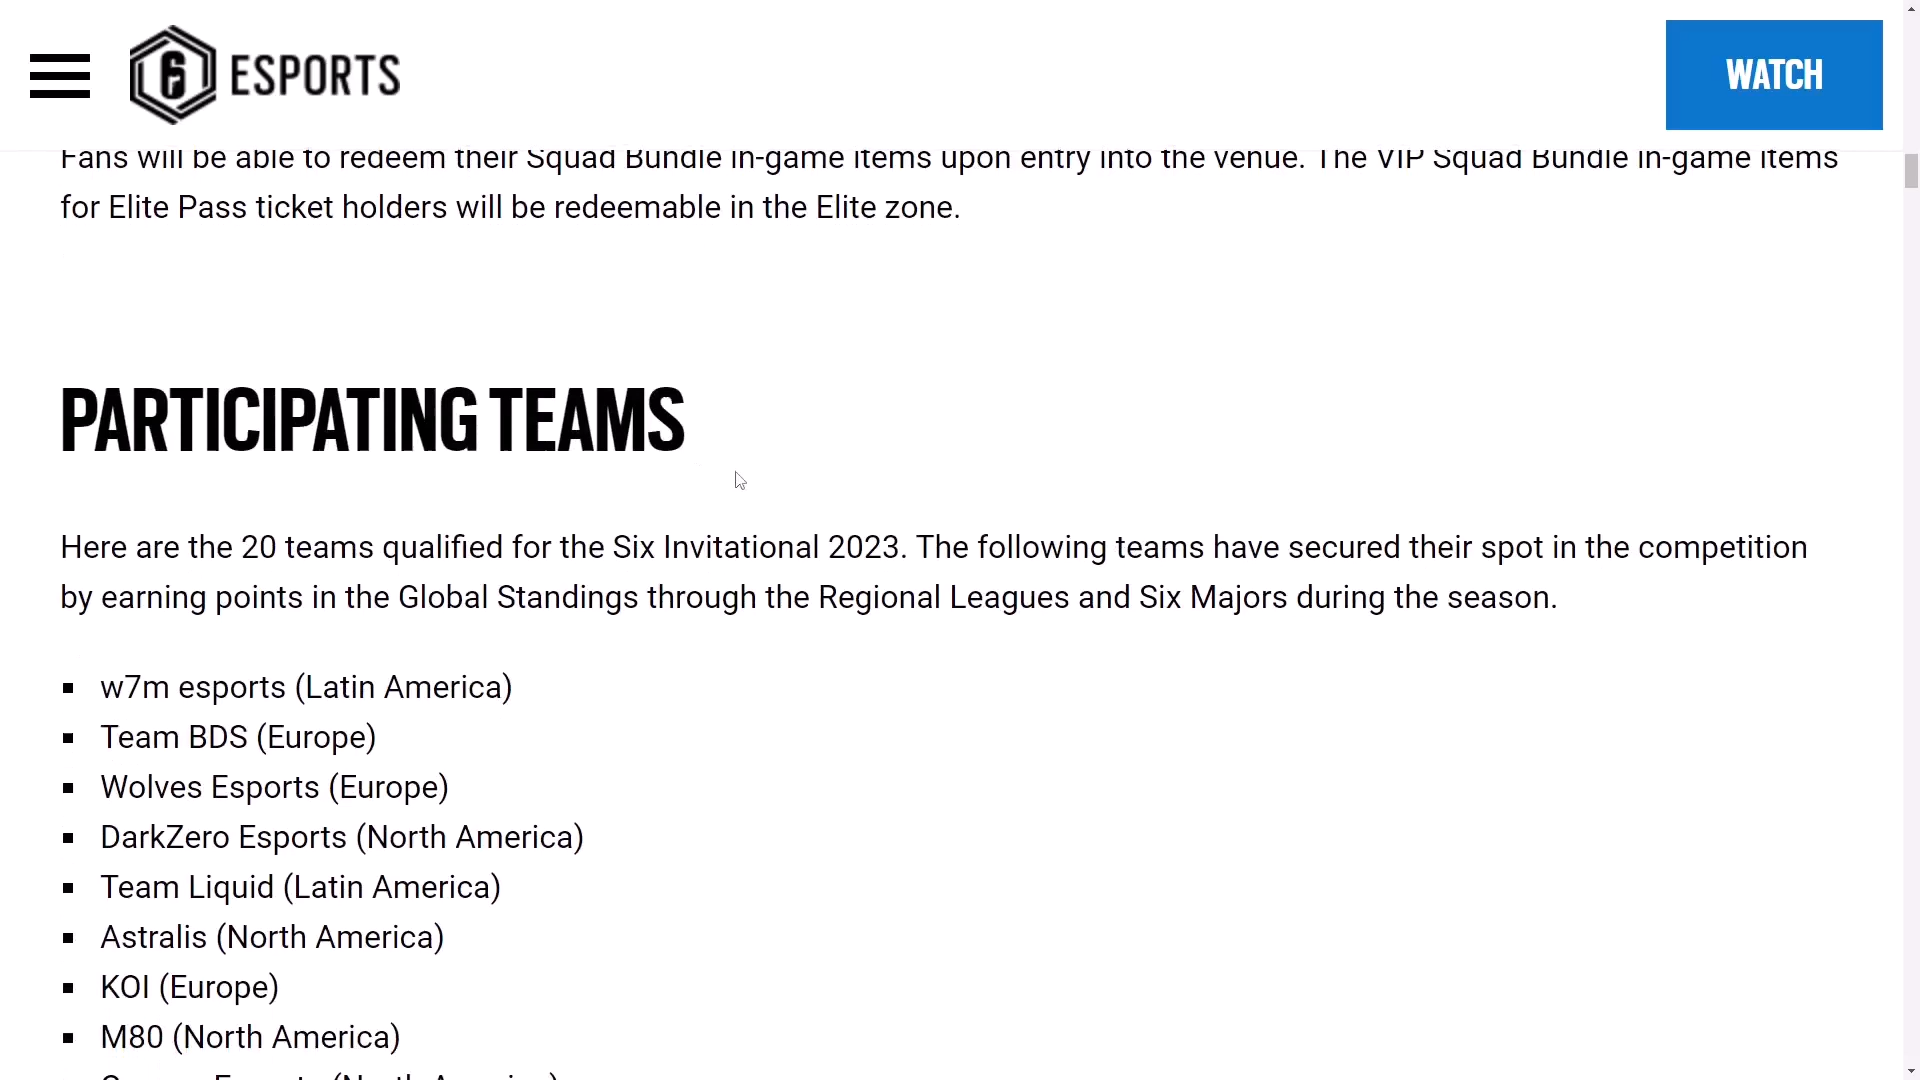 6 ESPORTS
WATCH
Fans will be able to redeem their Squad Bundle in-game items upon entry into the venue. The VIP Squad Bundle in-game items
for Elite Pass ticket holders will be redeemable in the Elite zone.
PARTICIPATING TEAMS
Here are the 20 teams qualified for the Six Invitational 2023. The following teams have secured their spot in the competition
by earning points in the Global Standings through the Regional Leagues and Six Majors during the season.
▪ w7m esports (Latin America)
▪ Team BDS (Europe)
▪ Wolves Esports (Europe)
▪ DarkZero Esports (North America)
▪ Team Liquid (Latin America)
▪ Astralis (North America)
▪ KOI (Europe)
▪ M80 (North America)